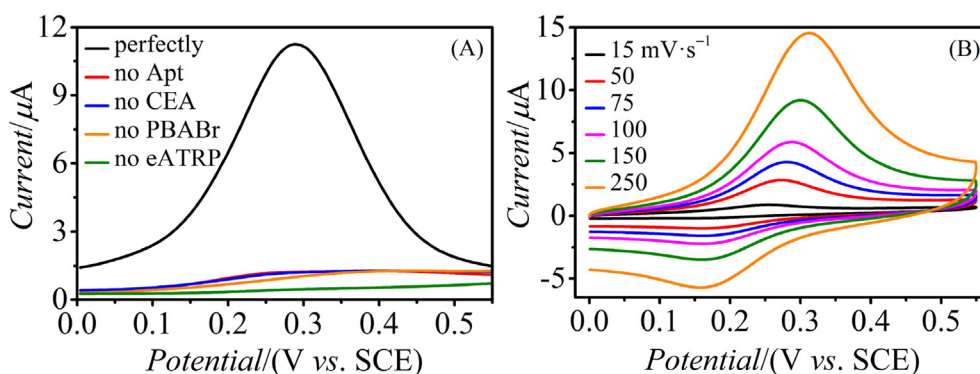 (A)
perfectly
no Apt
no CEA
no PBABr
no eATRP
12
9
6
3
0
Current/μA
0.0 0.1 0.2 0.3 0.4 0.5
Potential/(V vs. SCE)
(B)
15 mV·s⁻¹
50
75
100
150
250
15
10
5
0
-5
Current/μA
0.0 0.1 0.2 0.3 0.4 0.5
Potential/(V vs. SCE)